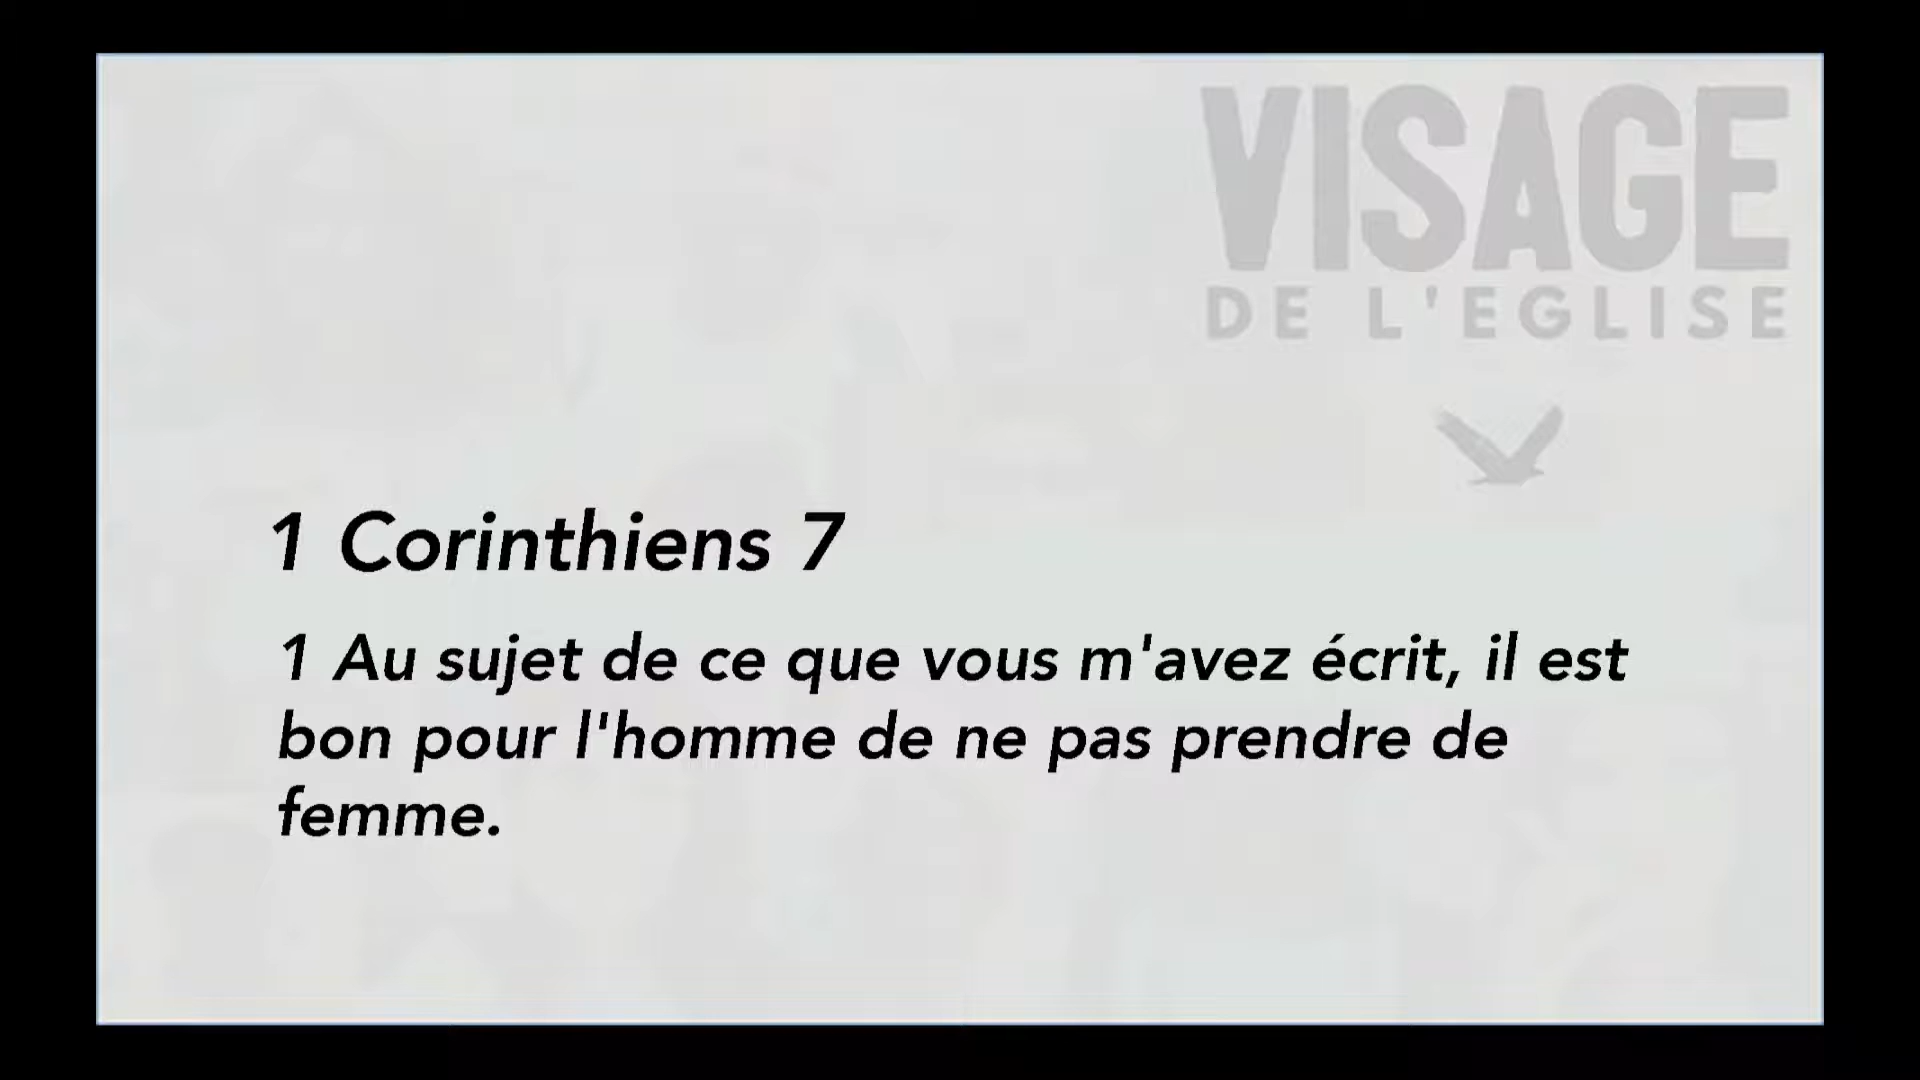 VISAGE
DE L'EGLISE
1 Corinthiens 7
1 Au sujet de ce que vous m'avez écrit, il est
bon pour l'homme de ne pas prendre de
femme.